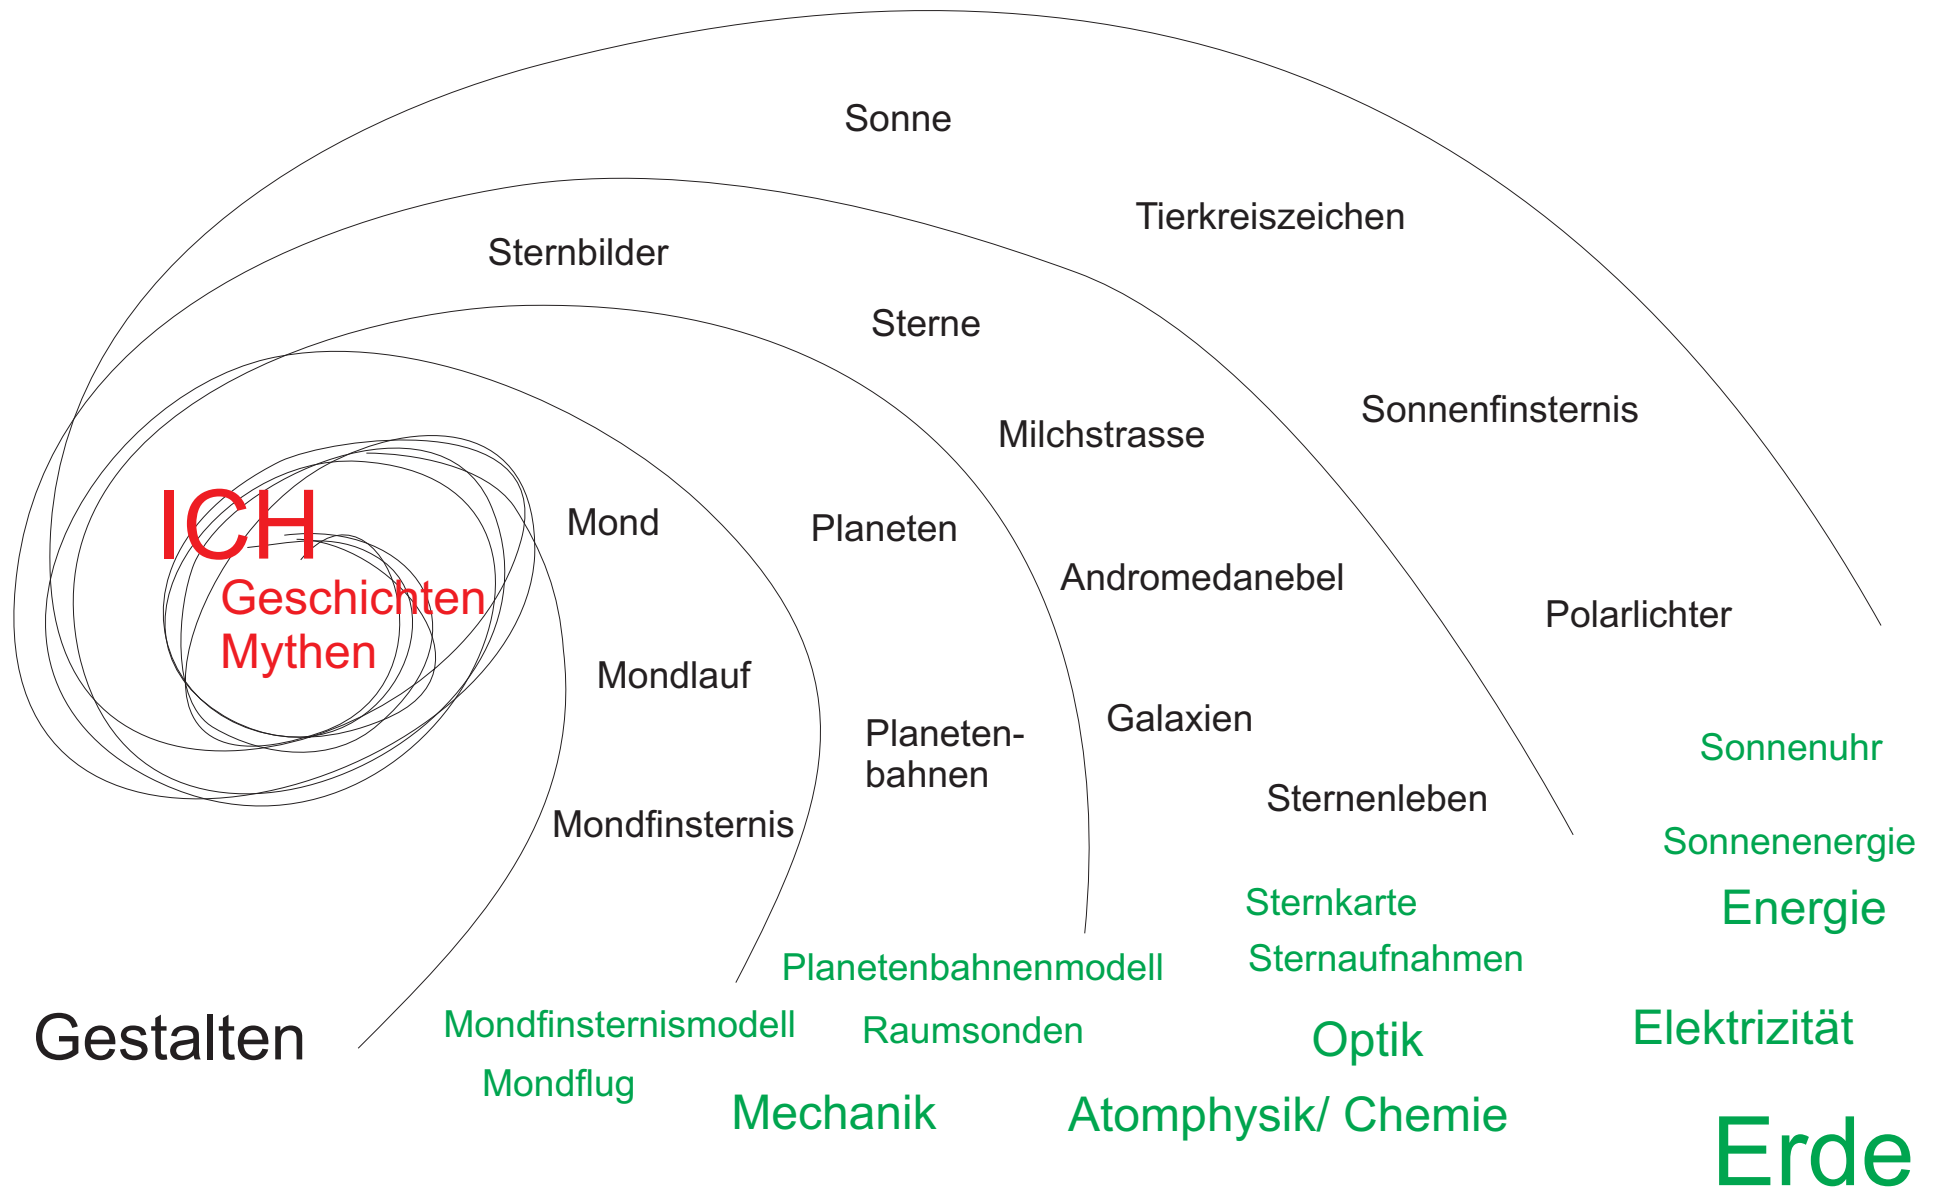 Sonne
Tierkreiszeichen
Sternbilder
Sterne
Sonnenfinsternis
Milchstrasse
ICH
Mond
Planeten
Andromedanebel
Geschichten
Mythen
Polarlichter
Mondlauf
Galaxien
Planeten-
bahnen
Sonnenuhr
Sternenleben
Mondfinsternis
Sonnenenergie
Sternkarte
Energie
Sternaufnahmen
Planetenbahnenmodell
Gestalten
Mondfinsternismodell
Raumsonden
Optik
Elektrizität
Mondflug
Mechanik
Atomphysik/ Chemie
Erde